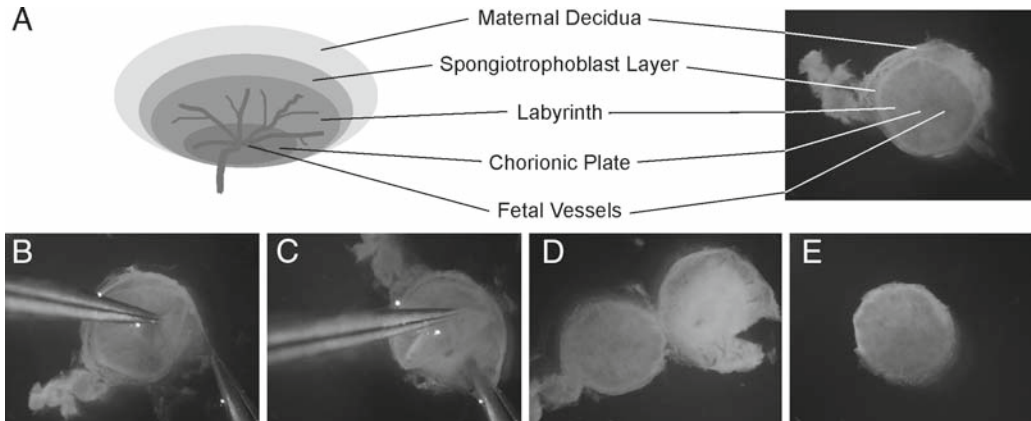 A
Maternal Decidua
Spongiotrophoblast Layer
Labyrinth
Chorionic Plate
Fetal Vessels
B
C
D
E